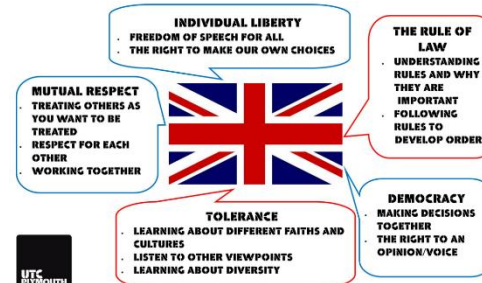 INDIVIDUAL LIBERTY
. FREEDOM OF SPEECH FOR ALL
. THE RIGHT TO MAKE OUR OWN CHOICES
THE RULE OF
LAW
. UNDERSTANDING
RULES AND WHY
THEY ARE
IMPORTANT
. FOLLOWING
RULES TO
DEVELOP ORDER
MUTUAL RESPECT
. TREATING OTHERS AS
YOU WANT TO BE
TREATED
. RESPECT FOR EACH
OTHER
. WORKING TOGETHER
DEMOCRACY
. MAKING DECISIONS
TOGETHER
. THE RIGHT TO AN
OPINION/VOICE
TOLERANCE
. LEARNING ABOUT DIFFERENT FAITHS AND
CULTURES
. LISTEN TO OTHER VIEWPOINTS
. LEARNING ABOUT DIVERSITY
UTC
PLYMOUTH